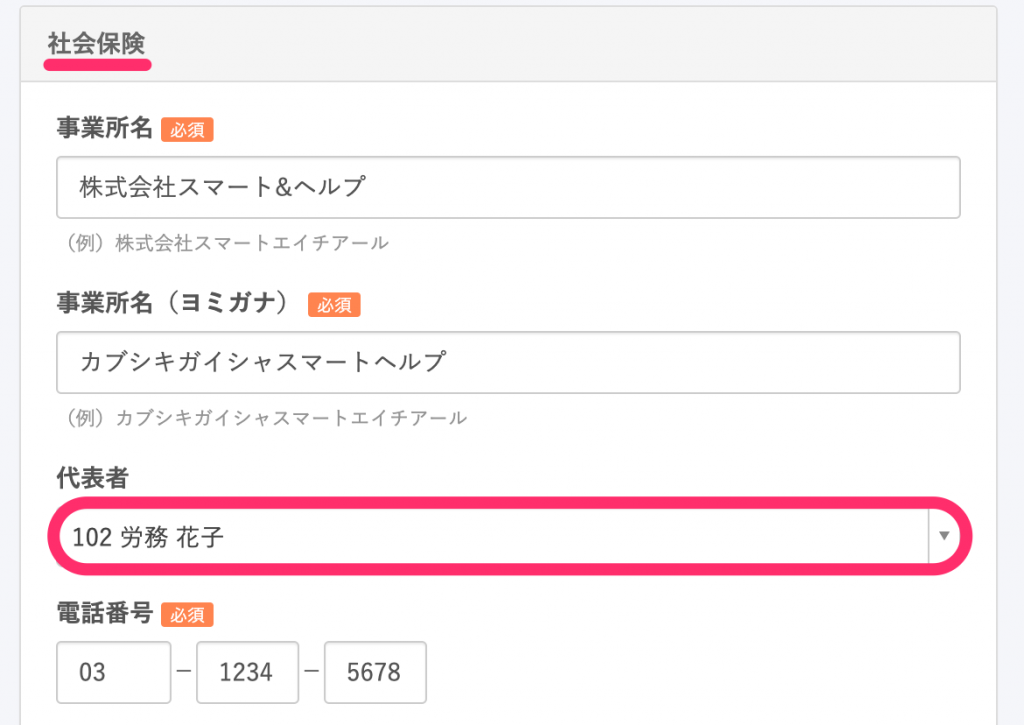 社会保険
事業所名 必須
株式会社スマート&ヘルプ
（例）株式会社スマートエイチアール
事業所名（ヨミガナ） 必須
カブシキガイシャスマートヘルプ
（例）カブシキガイシャスマートエイチアール
代表者
102 労務 花子
電話番号 必須
03 – 1234 – 5678